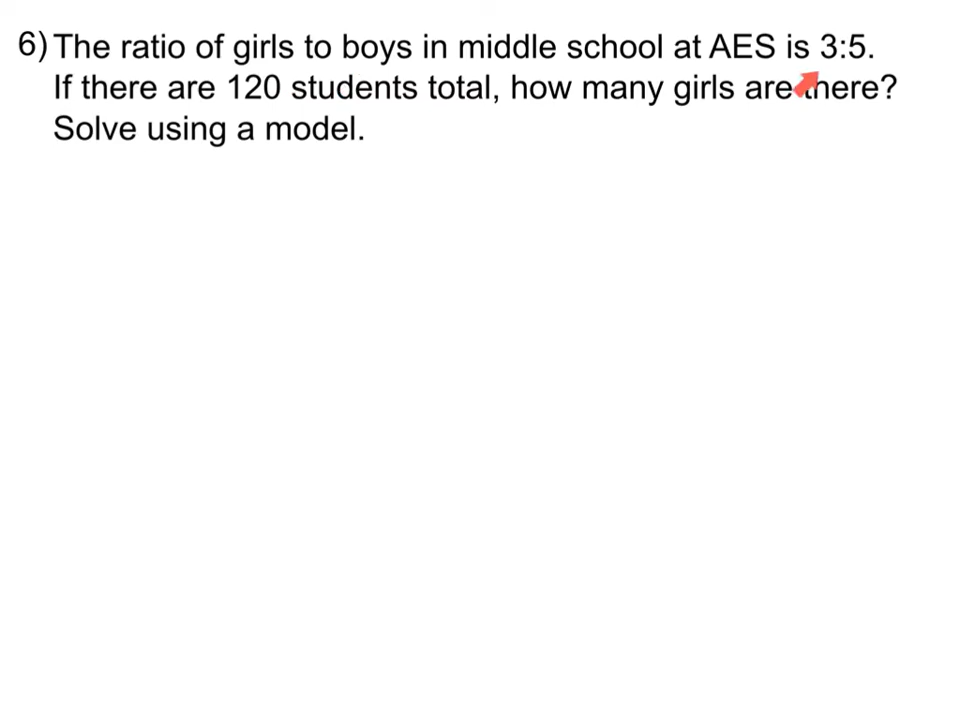 6) The ratio of girls to boys in middle school at AES is 3:5.
If there are 120 students total, how many girls are there?
Solve using a model.